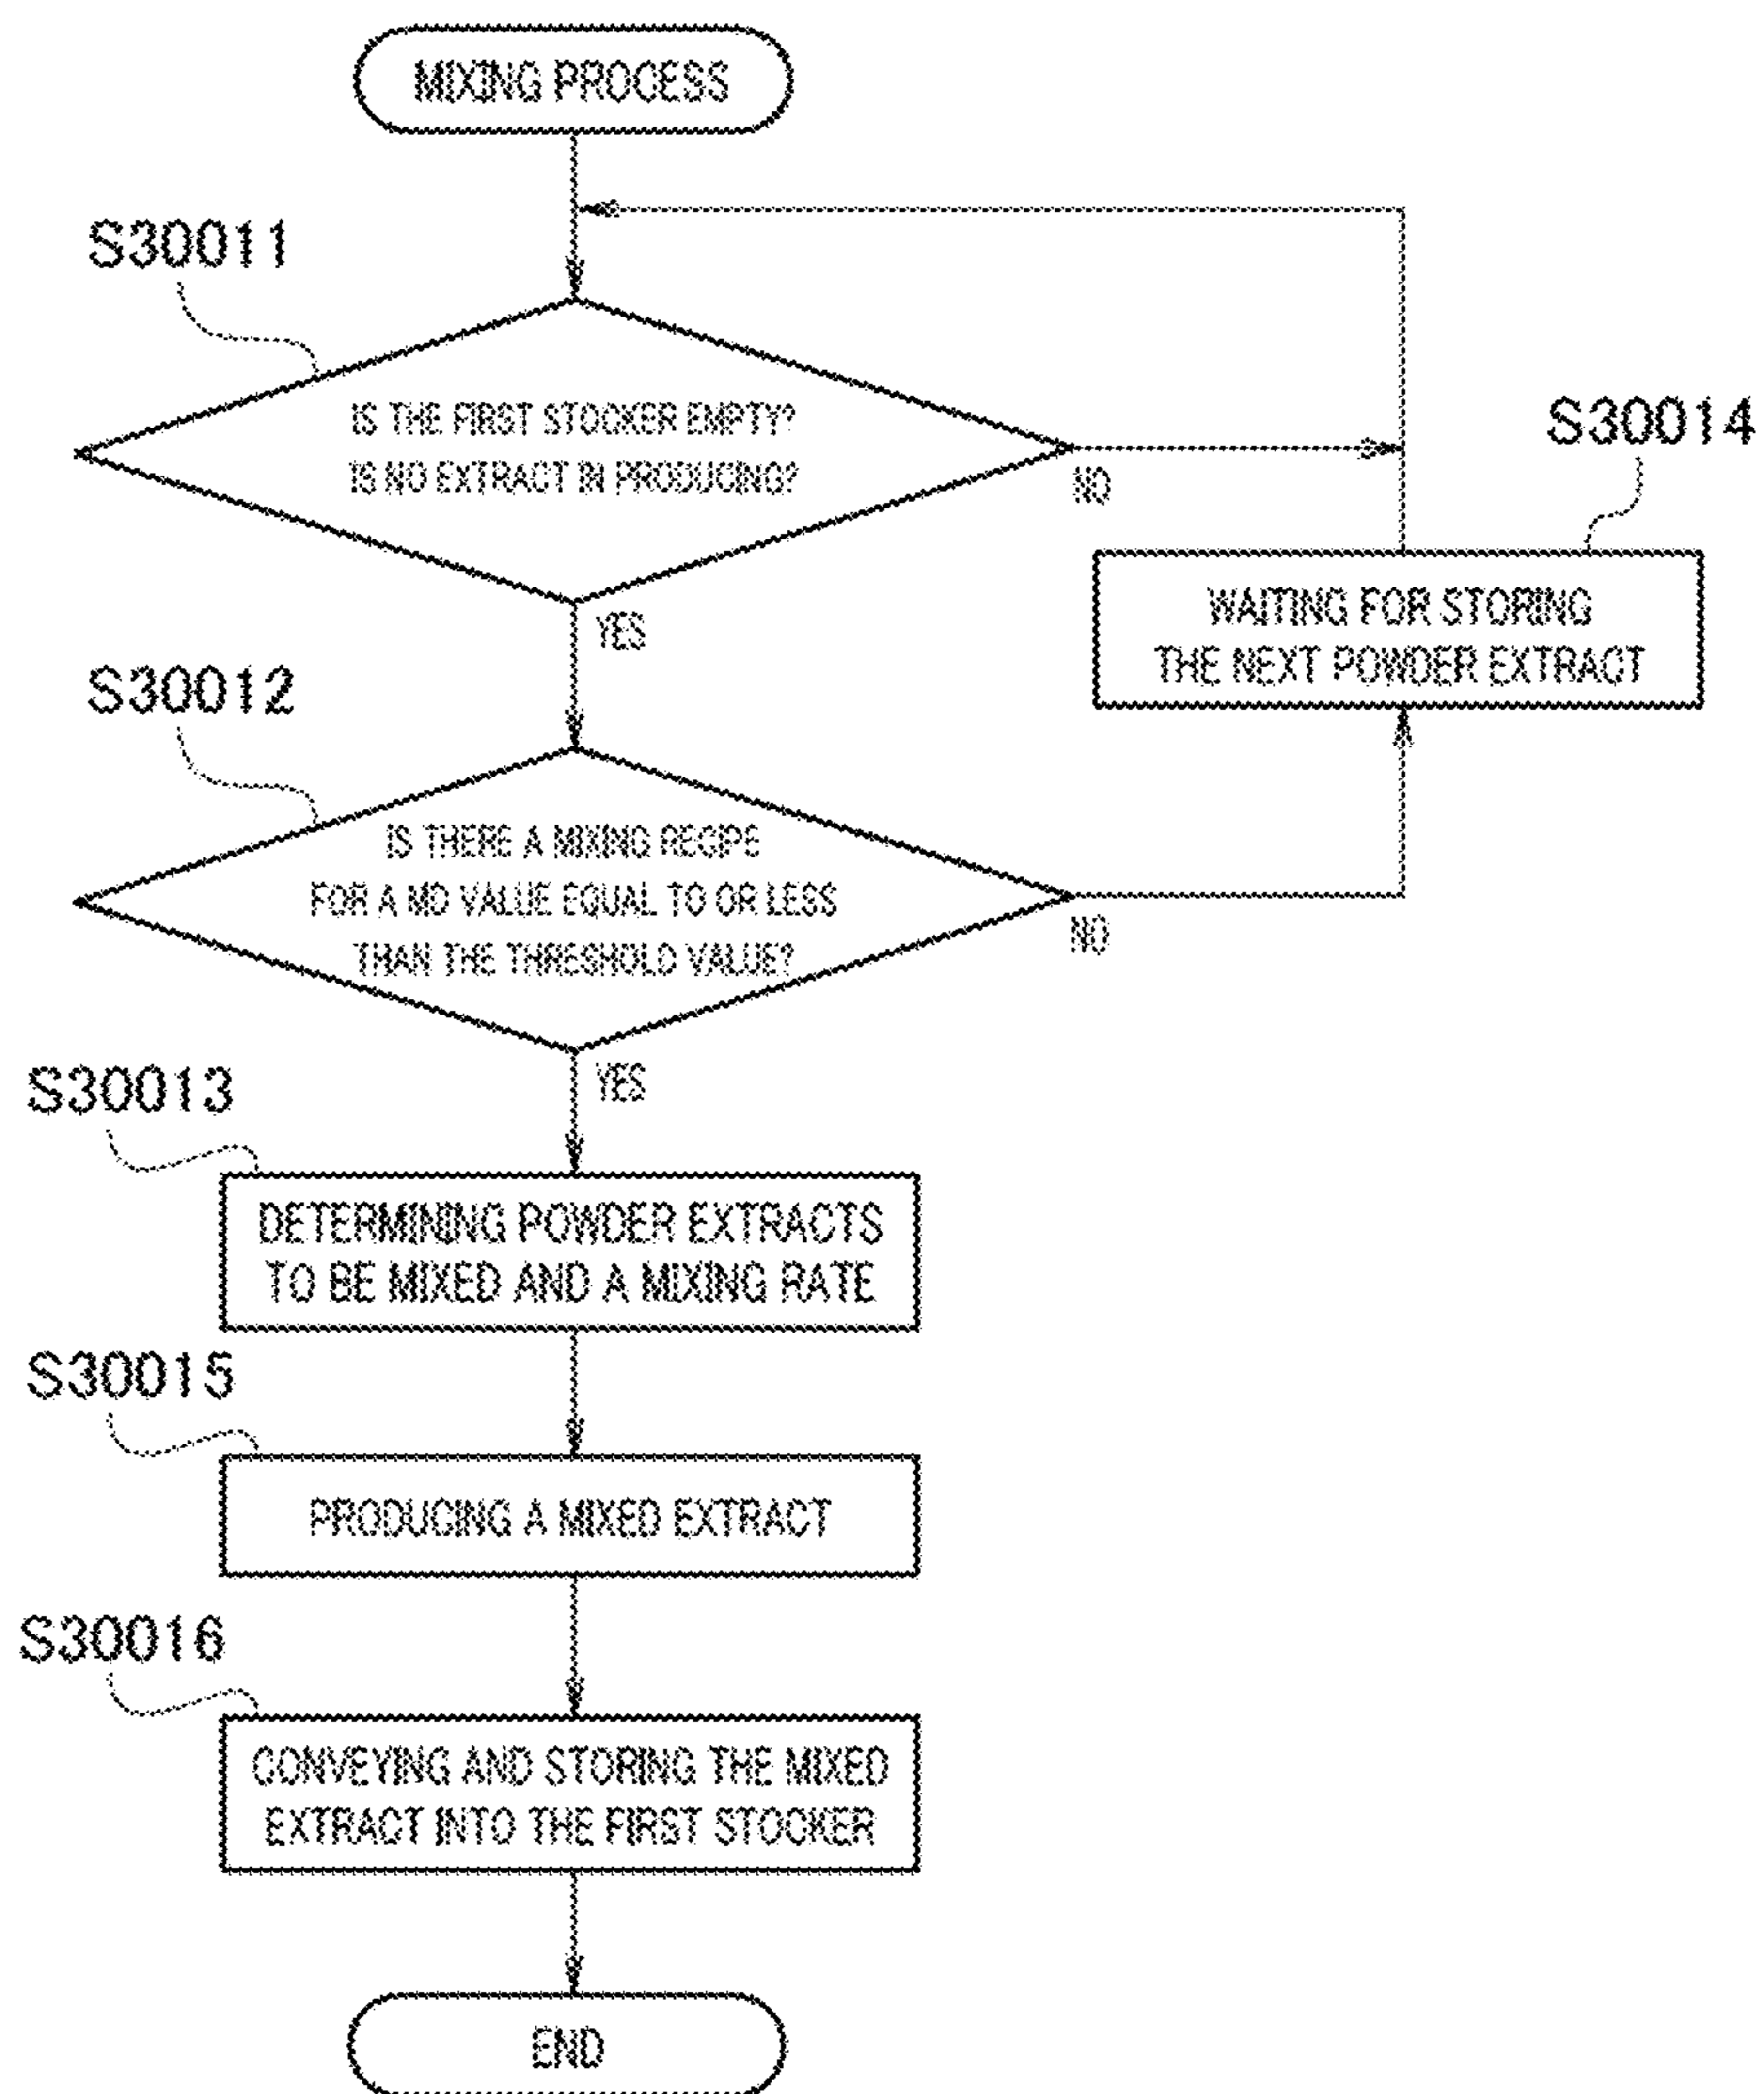 MIXING PROCESS
S30011
IS THE FIRST STOCKER EMPTY?
IS NO EXTRACT IN PRODUCING?
NO
S30014
WAITING FOR STORING
THE NEXT POWDER EXTRACT
YES
S30012
IS THERE A MIXING RECIPE
FOR A MD VALUE EQUAL TO OR LESS
THAN THE THRESHOLD VALUE?
NO
YES
S30013
DETERMINING POWDER EXTRACTS
TO BE MIXED AND A MIXING RATE
S30015
PRODUCING A MIXED EXTRACT
S30016
CONVEYING AND STORING THE MIXED
EXTRACT INTO THE FIRST STOCKER
END